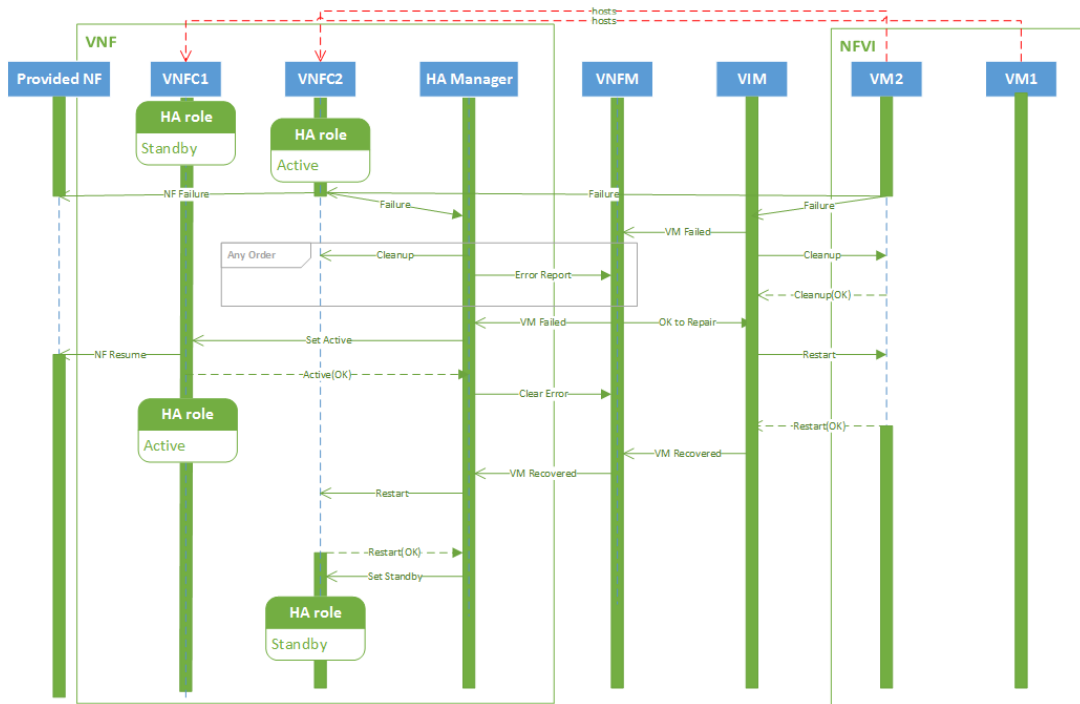 hosts
hosts
VNF
NFVI
Provided NF
VNFC1
VNFC2
HA Manager
VNFM
VIM
VM2
VM1
HA role
Standby
HA role
Active
NF Failure
Failure
Failure
Failure
VM Failed
Any Order
Cleanup
Cleanup
Error Report
Cleanup(OK)
VM Failed
OK to Repair
Set Active
NF Resume
Restart
Active(OK)
Clear Error
HA role
Active
Restart(OK)
VM Recovered
VM Recovered
Restart
Restart(OK)
Set Standby
HA role
Standby